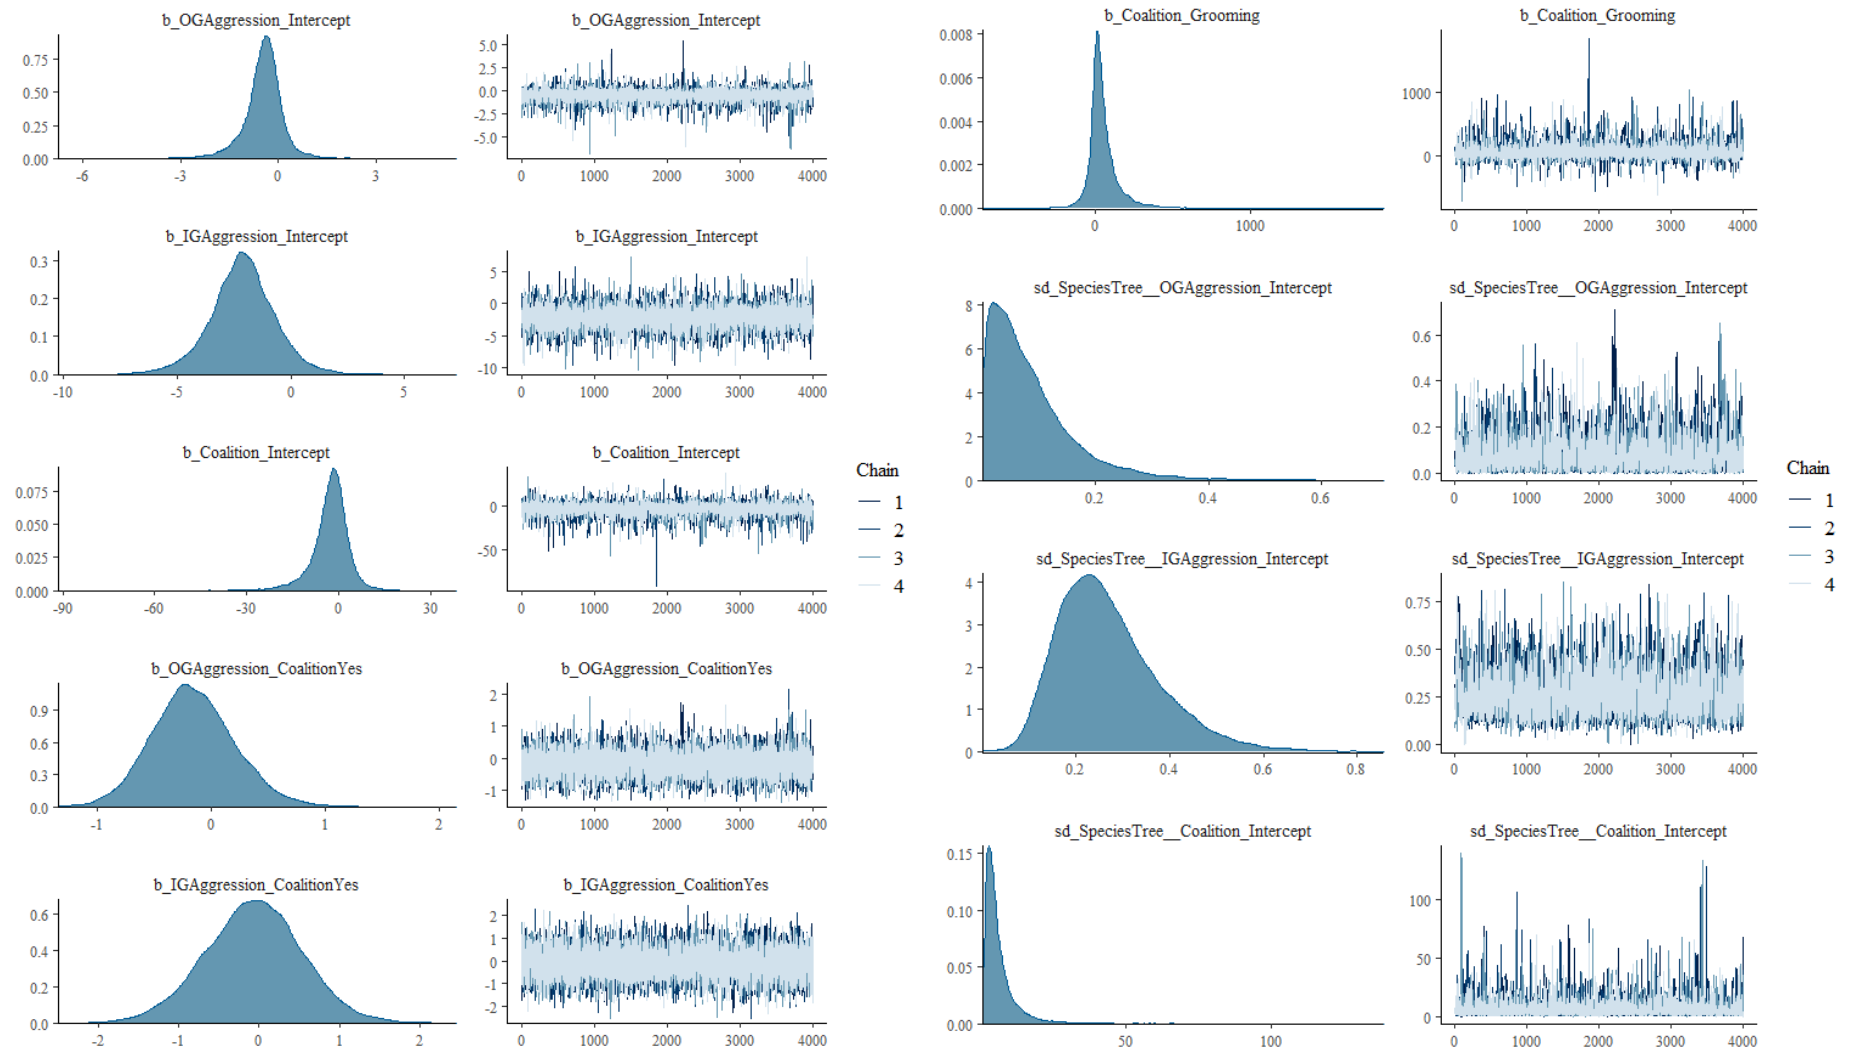 b_OGAggression_Intercept
0.75
0.50
0.25
0.00
-6 -3 0 3
b_OGAggression_Intercept
5.0
2.5
0.0
-2.5
-5.0
0 1000 2000 3000 4000
b_IGAggression_Intercept
0.3
0.2
0.1
0.0
-10 -5 0 5
b_IGAggression_Intercept
5
0
-5
-10
0 1000 2000 3000 4000
b_Coalition_Intercept
0.075
0.050
0.025
0.000
-90 -60 -30 0 30
b_Coalition_Intercept
0
-50
0 1000 2000 3000 4000
b_OGAggression_CoalitionYes
0.9
0.6
0.3
0.0
-1 0 1 2
b_OGAggression_CoalitionYes
2
1
0
-1
0 1000 2000 3000 4000
b_IGAggression_CoalitionYes
0.6
0.4
0.2
0.0
-2 -1 0 1 2
b_IGAggression_CoalitionYes
2
1
0
-1
-2
0 1000 2000 3000 4000
Chain
1
2
3
4
b_Coalition_Grooming
0.008
0.006
0.004
0.002
0.000
0 1000
b_Coalition_Grooming
1000
0
0 1000 2000 3000 4000
sd_SpeciesTree__OGAggression_Intercept
8
6
4
2
0
0.2 0.4 0.6
sd_SpeciesTree__OGAggression_Intercept
0.6
0.4
0.2
0.0
0 1000 2000 3000 4000
sd_SpeciesTree__IGAggression_Intercept
4
3
2
1
0
0.2 0.4 0.6 0.8
sd_SpeciesTree__IGAggression_Intercept
0.75
0.50
0.25
0.00
0 1000 2000 3000 4000
sd_SpeciesTree__Coalition_Intercept
0.15
0.10
0.05
0.00
50 100
sd_SpeciesTree__Coalition_Intercept
100
50
0
0 1000 2000 3000 4000
Chain
1
2
3
4